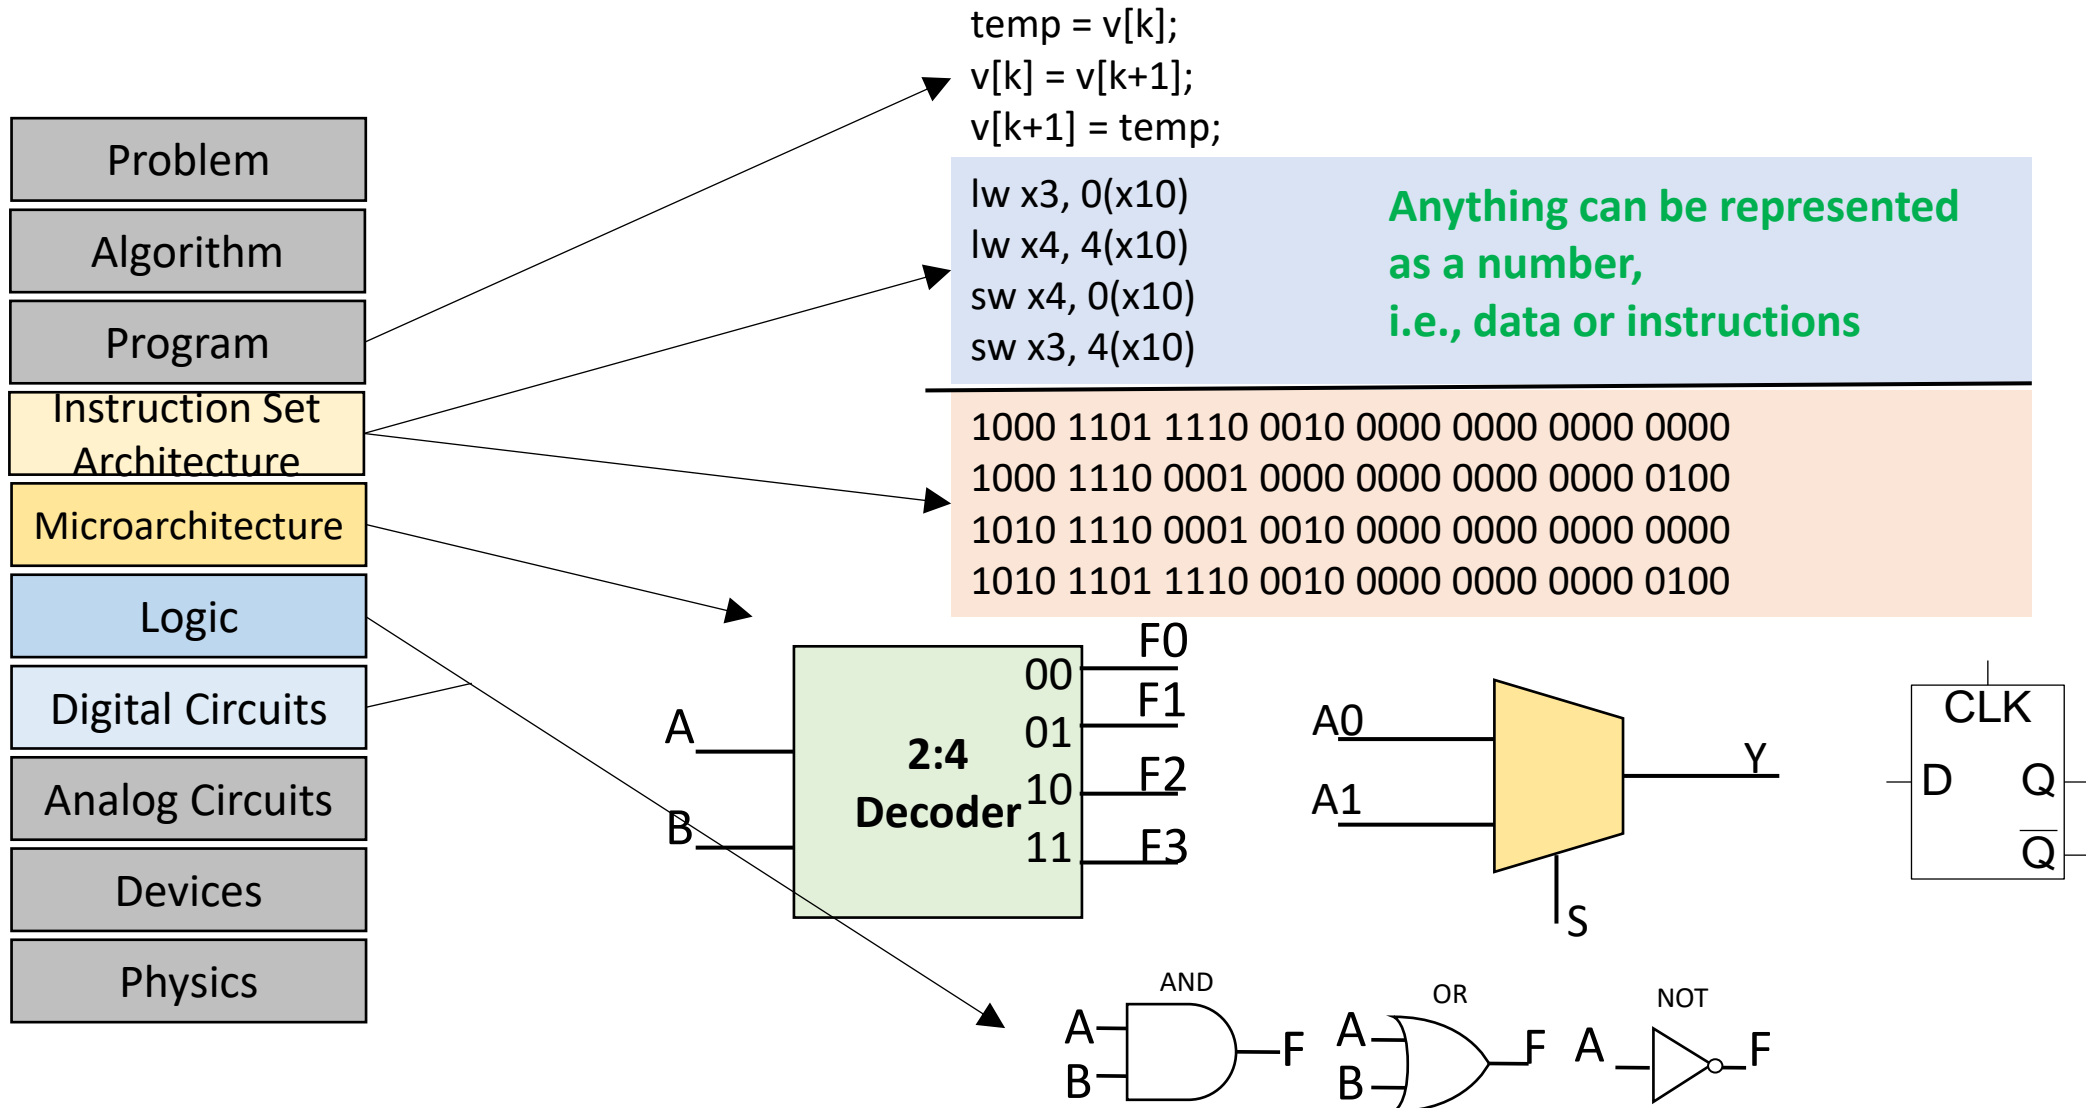 Problem
Algorithm
Program
Instruction Set
Architecture
Microarchitecture
Logic
Digital Circuits
Analog Circuits
Devices
Physics
temp = v[k];
v[k] = v[k+1];
v[k+1] = temp;
lw x3, 0(x10)
lw x4, 4(x10)
sw x4, 0(x10)
sw x3, 4(x10)
Anything can be represented
as a number,
i.e., data or instructions
1000 1101 1110 0010 0000 0000 0000 0000
1000 1110 0001 0000 0000 0000 0000 0100
1010 1110 0001 0010 0000 0000 0000 0000
1010 1101 1110 0010 0000 0000 0000 0100
A
B
2:4
Decoder
00
01
10
11
F0
F1
F2
F3
A0
A1
Y
S
CLK
D
Q
Q̅
AND
A
B
F
OR
A
B
F
NOT
A
F